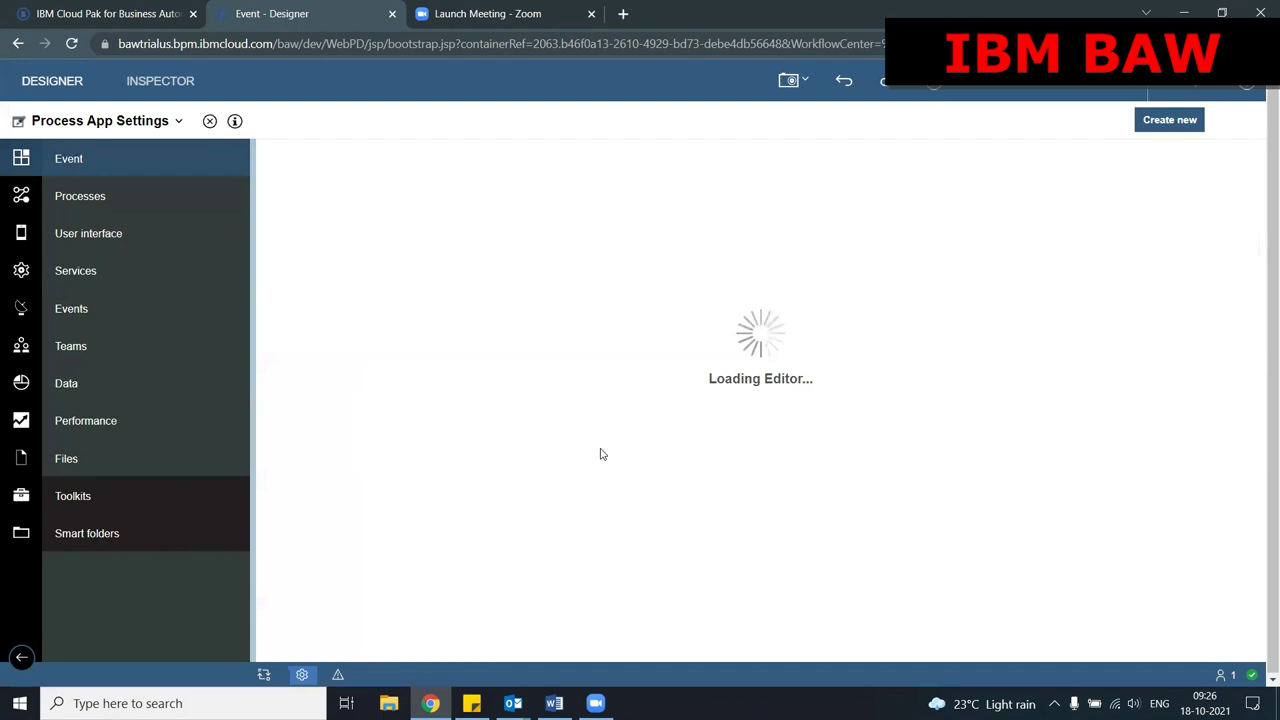 IBM Cloud Pak for Business Auto
Event - Designer
Launch Meeting - Zoom
bawtrialus.bpm.ibmcloud.com/baw/dev/WebPD/jsp/bootstrap.jsp?containerRef=2063.b46f0a13-2610-4929-bd73-debe4db56648&WorkflowCenter=
IBM BAW
DESIGNER
INSPECTOR
Process App Settings
Create new
Event
Processes
User interface
Services
Events
Teams
Data
Performance
Files
Toolkits
Smart folders
Loading Editor...
1
Type here to search
23°C Light rain
ENG
09:26
18-10-2021